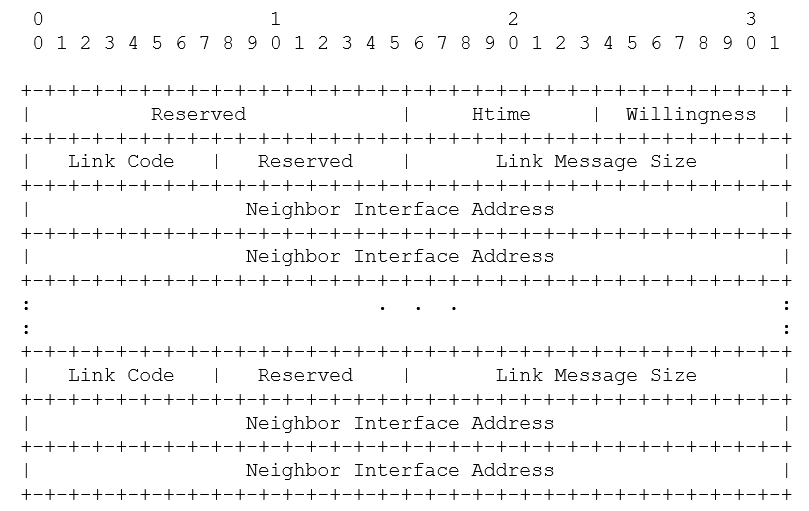 0                   1                   2                   3
 0 1 2 3 4 5 6 7 8 9 0 1 2 3 4 5 6 7 8 9 0 1 2 3 4 5 6 7 8 9 0 1

+-+-+-+-+-+-+-+-+-+-+-+-+-+-+-+-+-+-+-+-+-+-+-+-+-+-+-+-+-+-+-+-+
|          Reserved             |     Htime     |  Willingness  |
+-+-+-+-+-+-+-+-+-+-+-+-+-+-+-+-+-+-+-+-+-+-+-+-+-+-+-+-+-+-+-+-+
|   Link Code   |   Reserved    |       Link Message Size       |
+-+-+-+-+-+-+-+-+-+-+-+-+-+-+-+-+-+-+-+-+-+-+-+-+-+-+-+-+-+-+-+-+
|                  Neighbor Interface Address                   |
+-+-+-+-+-+-+-+-+-+-+-+-+-+-+-+-+-+-+-+-+-+-+-+-+-+-+-+-+-+-+-+-+
|                  Neighbor Interface Address                   |
+-+-+-+-+-+-+-+-+-+-+-+-+-+-+-+-+-+-+-+-+-+-+-+-+-+-+-+-+-+-+-+-+
:                             .  .  .                           :
:                                                               :
+-+-+-+-+-+-+-+-+-+-+-+-+-+-+-+-+-+-+-+-+-+-+-+-+-+-+-+-+-+-+-+-+
|   Link Code   |   Reserved    |       Link Message Size       |
+-+-+-+-+-+-+-+-+-+-+-+-+-+-+-+-+-+-+-+-+-+-+-+-+-+-+-+-+-+-+-+-+
|                  Neighbor Interface Address                   |
+-+-+-+-+-+-+-+-+-+-+-+-+-+-+-+-+-+-+-+-+-+-+-+-+-+-+-+-+-+-+-+-+
|                  Neighbor Interface Address                   |
+-+-+-+-+-+-+-+-+-+-+-+-+-+-+-+-+-+-+-+-+-+-+-+-+-+-+-+-+-+-+-+-+